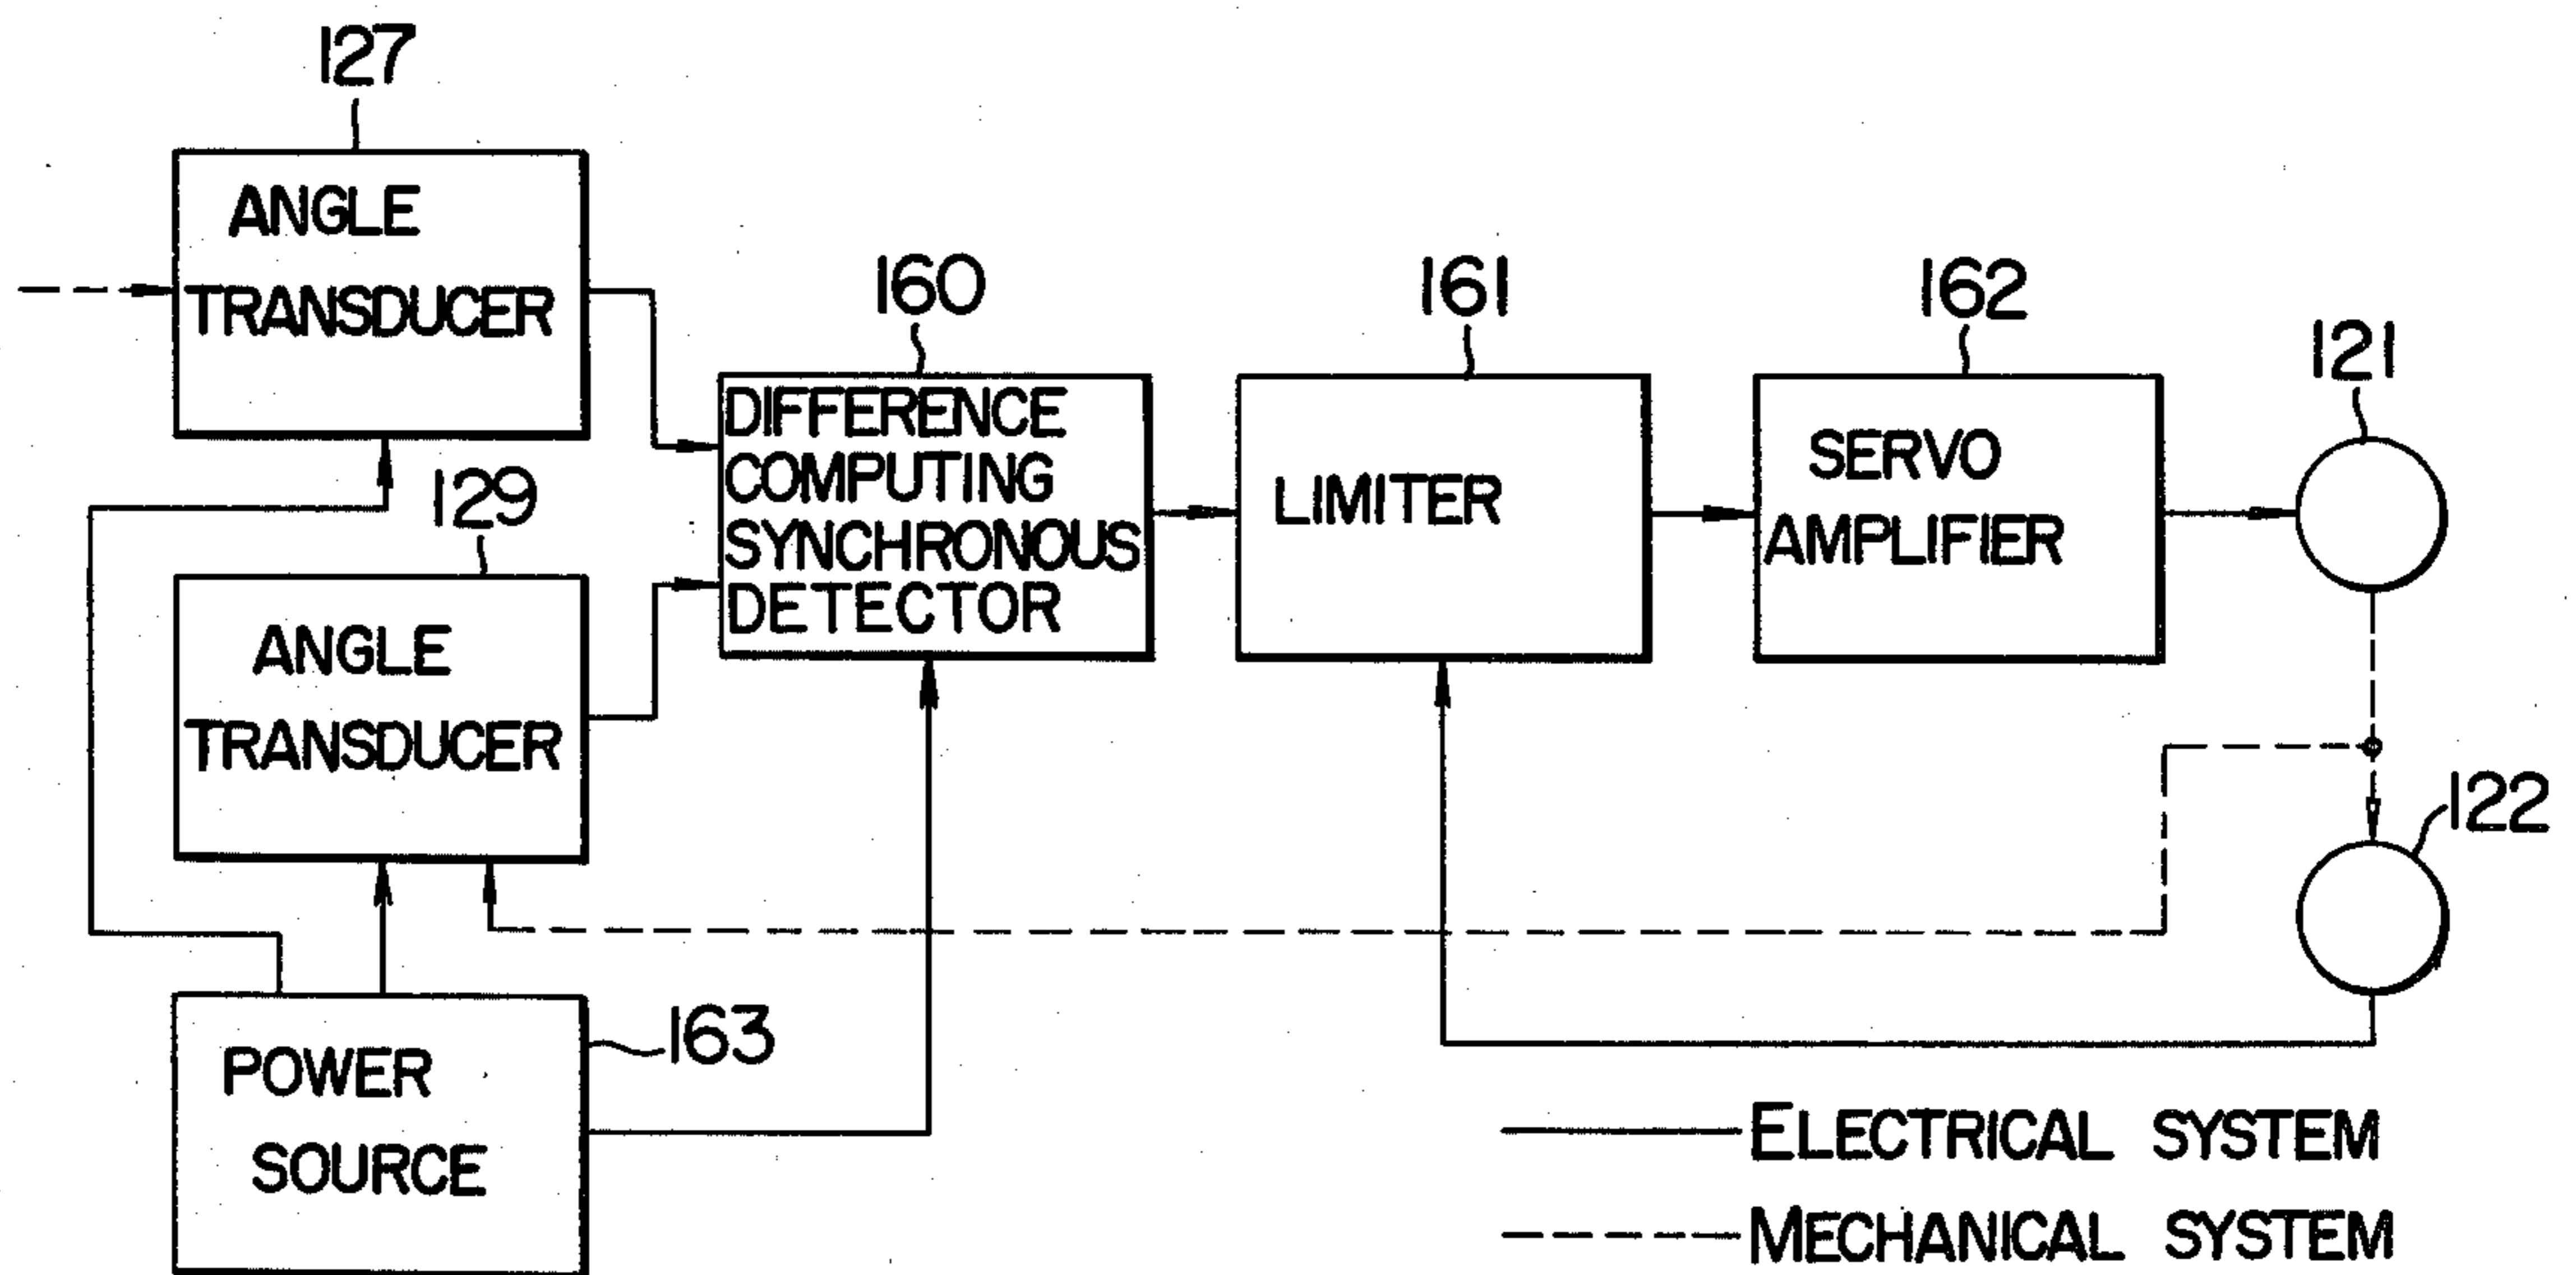 127
ANGLE
TRANSDUCER
129
ANGLE
TRANSDUCER
POWER
SOURCE
163
160
DIFFERENCE
COMPUTING
SYNCHRONOUS
DETECTOR
161
LIMITER
162
SERVO
AMPLIFIER
121
122
ELECTRICAL SYSTEM
MECHANICAL SYSTEM